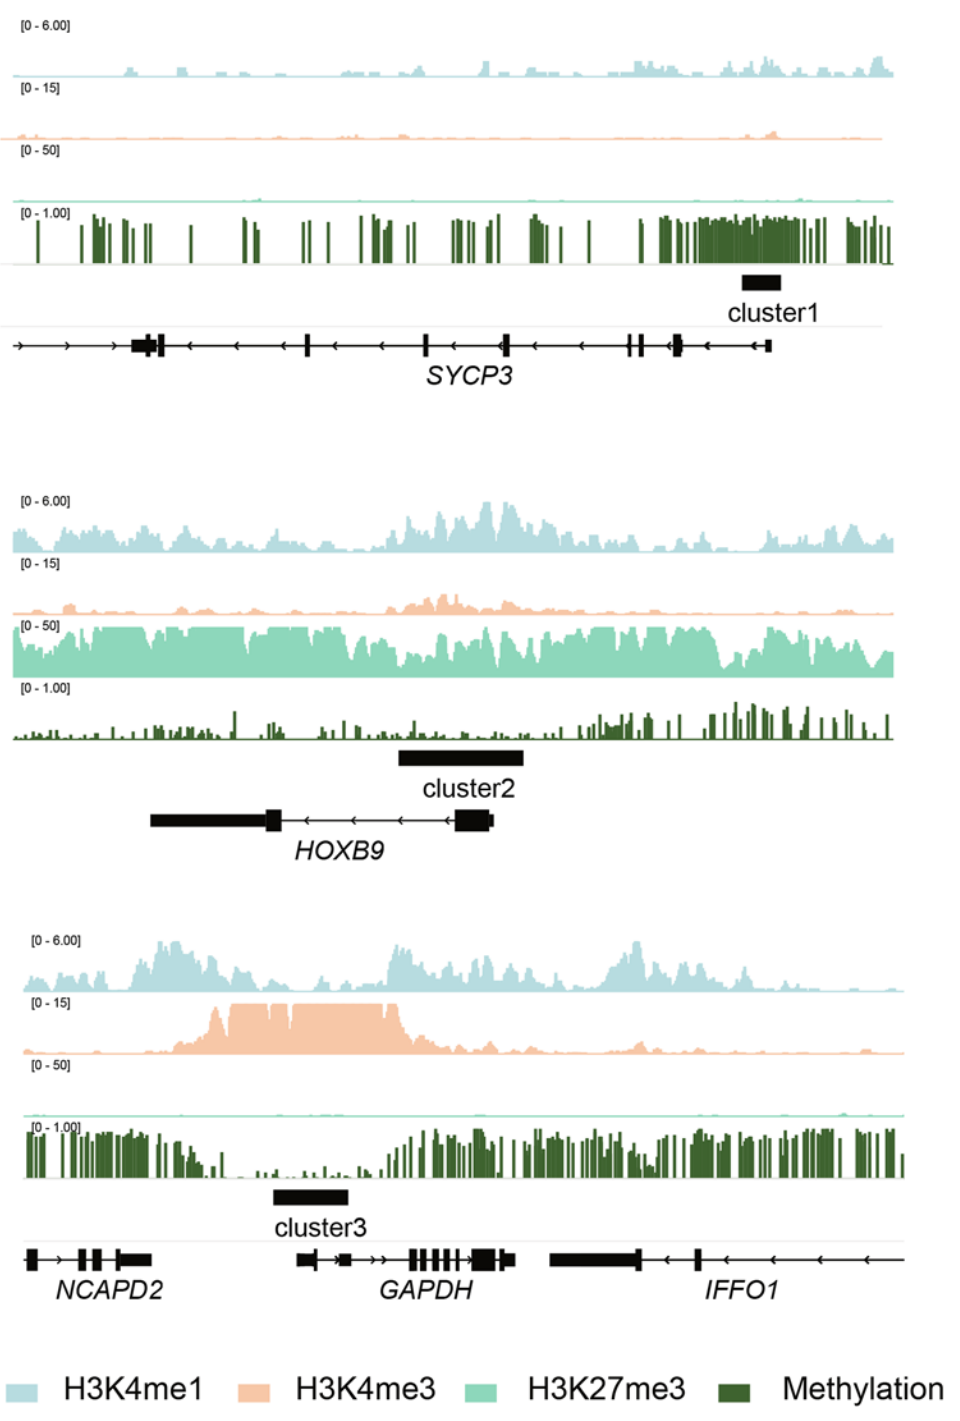 [0 - 6.00]
[0 - 15]
[0 - 50]
[0 - 1.00]
cluster1
SYCP3
[0 - 6.00]
[0 - 15]
[0 - 50]
[0 - 1.00]
cluster2
HOXB9
[0 - 6.00]
[0 - 15]
[0 - 50]
[0 - 1.00]
cluster3
NCAPD2 GAPDH IFFO1
H3K4me1 H3K4me3 H3K27me3 Methylation